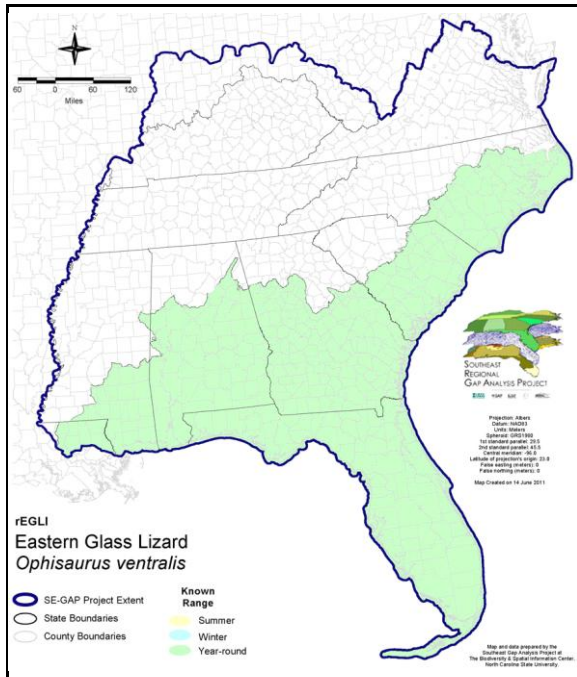 N
60 0 60 120
Miles
SOUTHEAST
REGIONAL
GAP ANALYSIS PROJECT
Projection: Albers
Datum: NAD83
Units: Meters
Spheroid: GRS1980
1st standard parallel: 29.5
2nd standard parallel: 45.5
Central meridian: -96.0
Latitude of projection's origin: 23.0
False easting (meters): 0
False northing (meters): 0
Map Created on 14 June 2011
rEGLI
Eastern Glass Lizard
Ophisaurus ventralis
SE-GAP Project Extent
State Boundaries
County Boundaries
Known
Range
Summer
Winter
Year-round
Map and data prepared by the
Southeast Gap Analysis Project at
The Biodiversity & Spatial Information Center,
North Carolina State University.